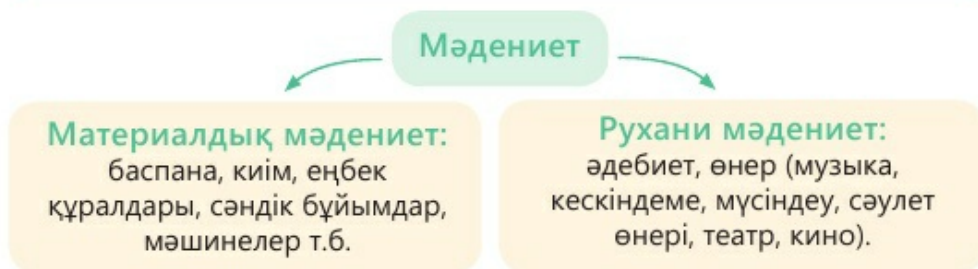 Мәдениет
Материалдық мәдениет:
баспана, киім, еңбек
құралдары, сәндік бұйымдар,
мәшинелер т.б.
Рухани мәдениет:
әдебиет, өнер (музыка,
кескіндеме, мүсіндеу, сәулет
өнері, театр, кино).